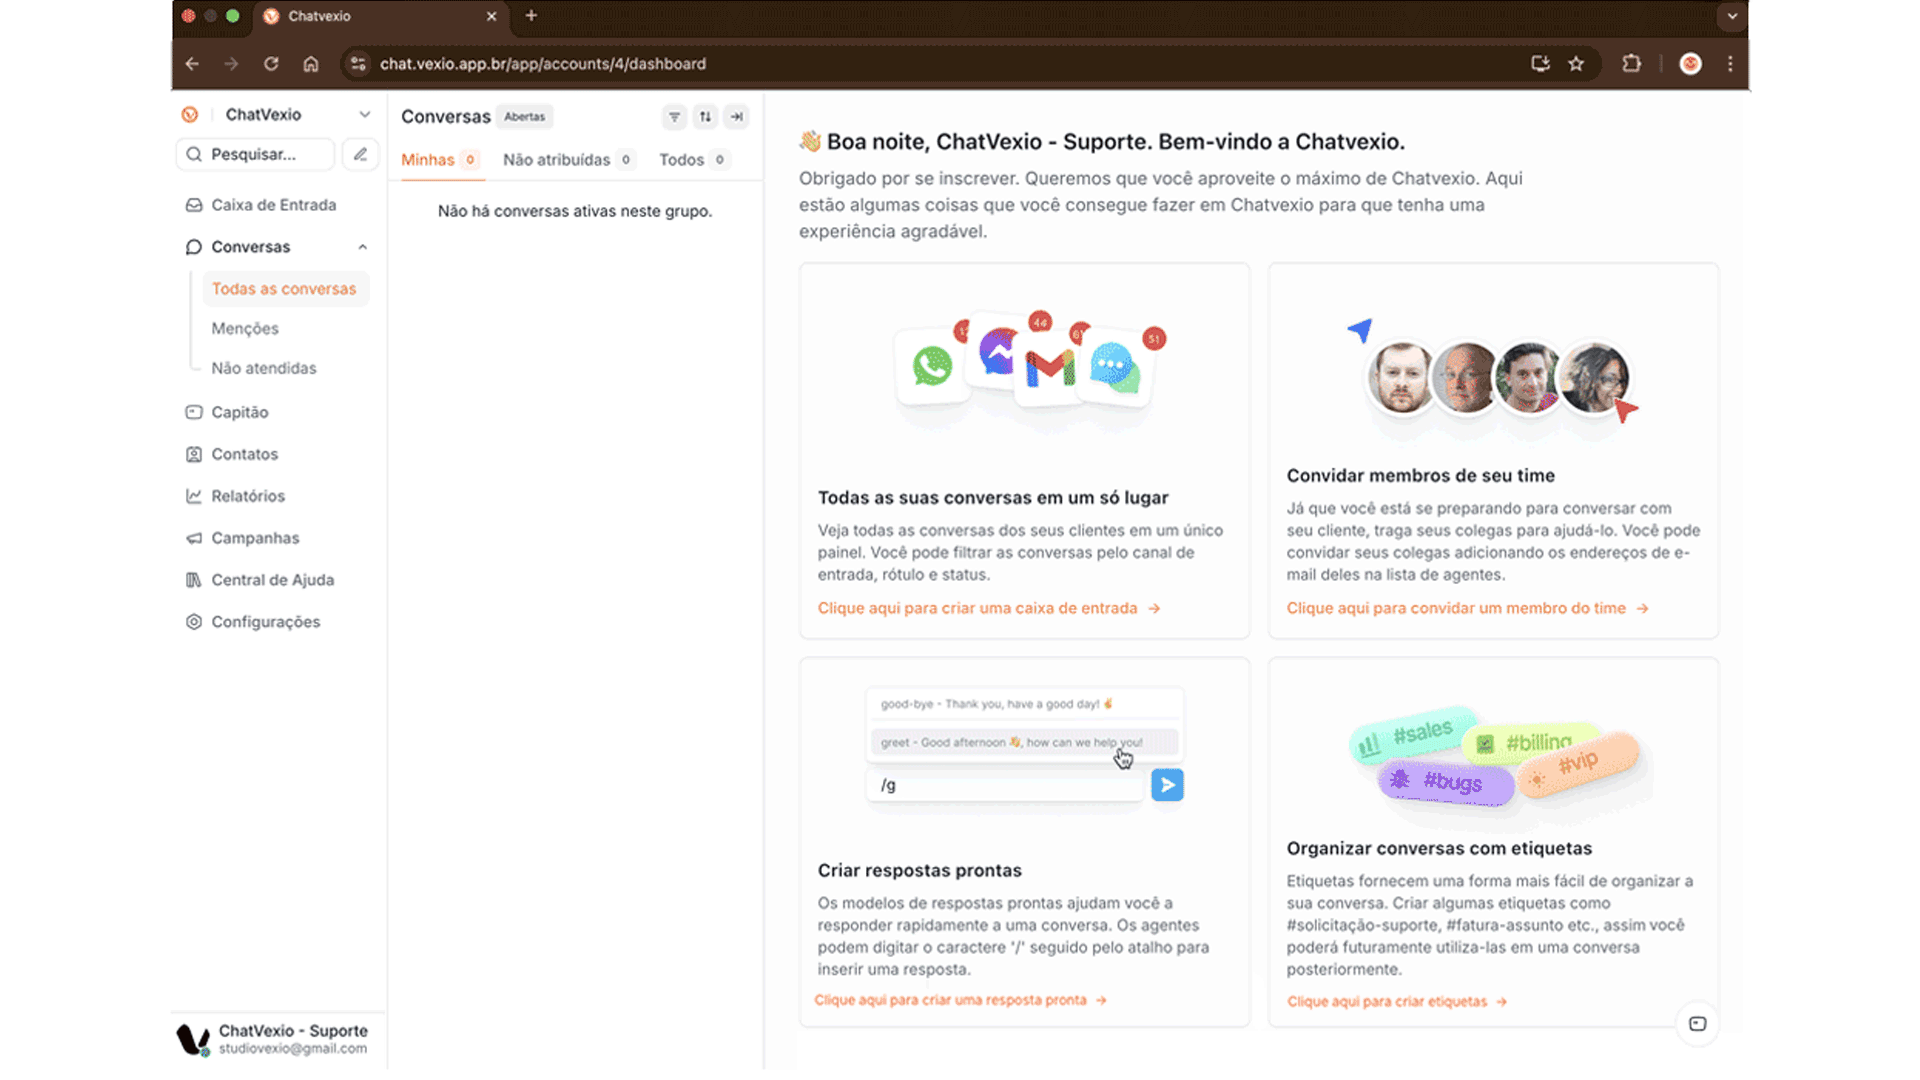 Chatvexio
chat.vexio.app.br/app/accounts/4/dashboard
ChatVexio
Pesquisar...
Caixa de Entrada
Conversas
Todas as conversas
Menções
Não atendidas
Capitão
Contatos
Relatórios
Campanhas
Central de Ajuda
Configurações
ChatVexio - Suporte
studiovexio@gmail.com
Conversas Abertas
Minhas 0 Não atribuídas 0 Todos 0
Não há conversas ativas neste grupo.
👋 Boa noite, ChatVexio - Suporte. Bem-vindo a Chatvexio.
Obrigado por se inscrever. Queremos que você aproveite o máximo de Chatvexio. Aqui
estão algumas coisas que você consegue fazer em Chatvexio para que tenha uma
experiência agradável.
44
51
Todas as suas conversas em um só lugar
Veja todas as conversas dos seus clientes em um único
painel. Você pode filtrar as conversas pelo canal de
entrada, rótulo e status.
Clique aqui para criar uma caixa de entrada →
Convidar membros de seu time
Já que você está se preparando para conversar com
seu cliente, traga seus colegas para ajudá-lo. Você pode
convidar seus colegas adicionando os endereços de e-
mail deles na lista de agentes.
Clique aqui para convidar um membro do time →
good-bye - Thank you, have a good day! ✌
greet - Good afternoon 👋, how can we help you!
/g
Criar respostas prontas
Os modelos de respostas prontas ajudam você a
responder rapidamente a uma conversa. Os agentes
podem digitar o caractere '/' seguido pelo atalho para
inserir uma resposta.
Clique aqui para criar uma resposta pronta →
#sales
#billing
#bugs
#vip
Organizar conversas com etiquetas
Etiquetas fornecem uma forma mais fácil de organizar a
sua conversa. Criar algumas etiquetas como
#solicitação-suporte, #fatura-assunto etc., assim você
poderá futuramente utiliza-las em uma conversa
posteriormente.
Clique aqui para criar etiquetas →